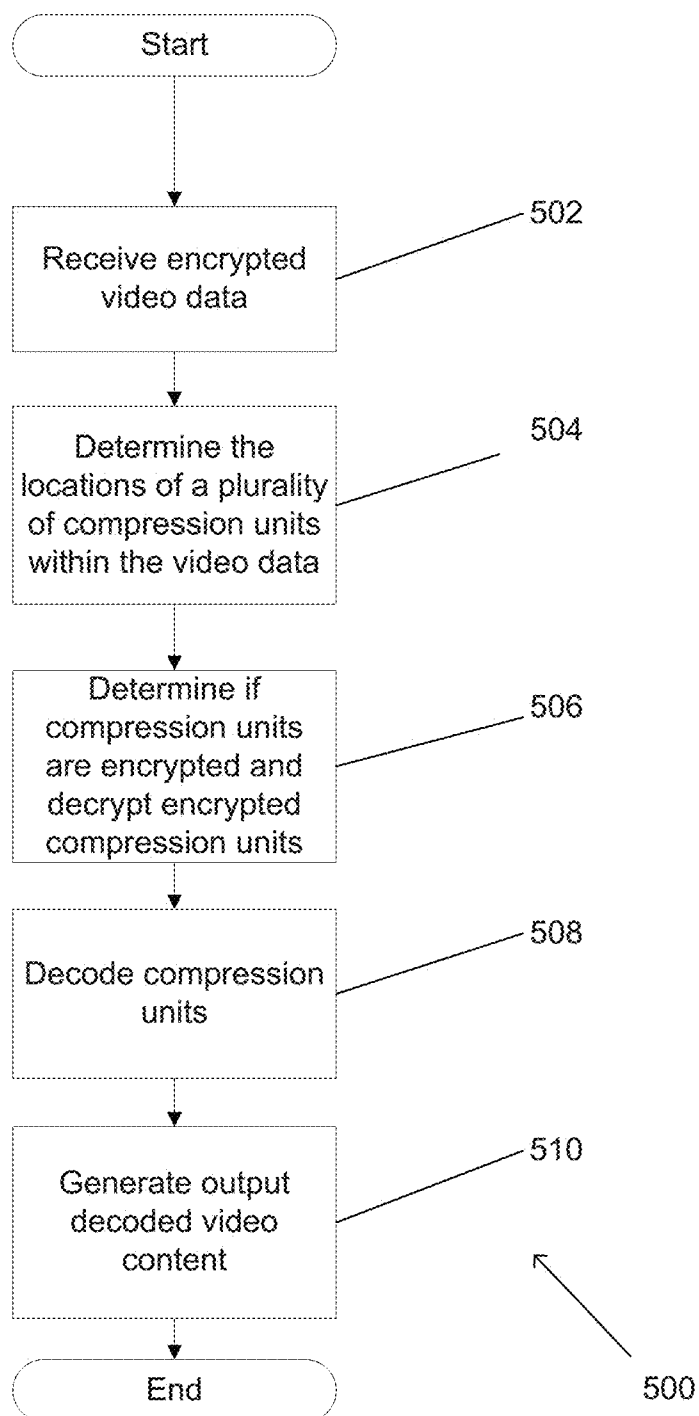 Start
502
Receive encrypted
video data
504
Determine the
locations of a plurality
of compression units
within the video data
506
Determine if
compression units
are encrypted and
decrypt encrypted
compression units
508
Decode compression
units
510
Generate output
decoded video
content
End
500